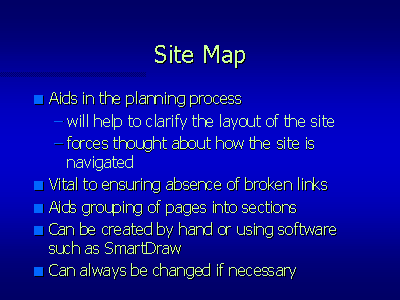 Site Map
Aids in the planning process
– will help to clarify the layout of the site
– forces thought about how the site is
navigated
Vital to ensuring absence of broken links
Aids grouping of pages into sections
Can be created by hand or using software
such as SmartDraw
Can always be changed if necessary